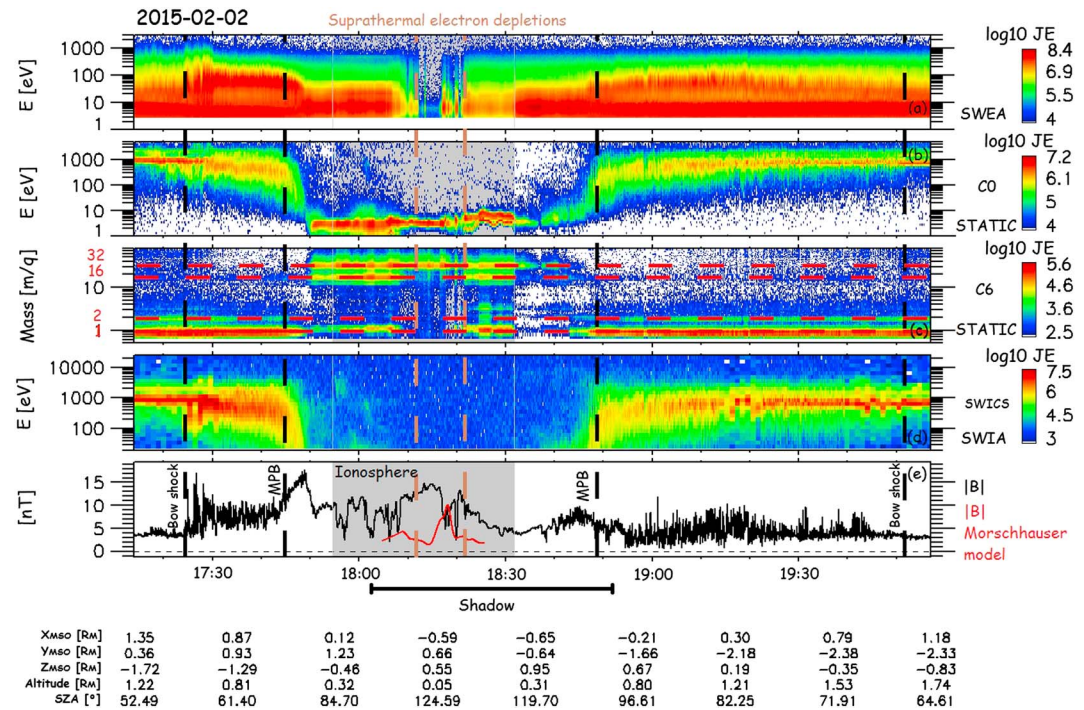 2015-02-02
Suprathermal electron depletions
E [eV]
1000
100
10
1
(a)
log10 JE
8.4
6.9
5.5
4
SWEA
E [eV]
1000
100
10
1
(b)
log10 JE
7.2
6.1
5.1
4
C0
STATIC
Mass [m/q]
32
16
10
2
1
(c)
log10 JE
5.6
4.6
3.6
2.5
C6
STATIC
E [eV]
10000
1000
100
(d)
log10 JE
7.5
6
4.5
3
SWICS
SWIA
[nT]
15
10
5
0
Bow shock
MPB
Ionosphere
MPB
Bow shock
(e)
|B|
|B|
Morschhauser
model
17:30 18:00 18:30 19:00 19:30
Shadow
XMSO [RM] 1.35 0.87 0.12 −0.59 −0.65 −0.21 0.30 0.79 1.18
YMSO [RM] 0.36 0.93 1.23 0.66 −0.64 −1.66 −2.18 −2.38 −2.33
ZMSO [RM] −1.72 −1.29 −0.46 0.55 0.95 0.67 0.19 −0.35 −0.83
Altitude [RM] 1.22 0.81 0.32 0.05 0.31 0.80 1.21 1.53 1.74
SZA [°] 52.49 61.40 84.70 124.59 119.70 96.61 82.25 71.91 64.61